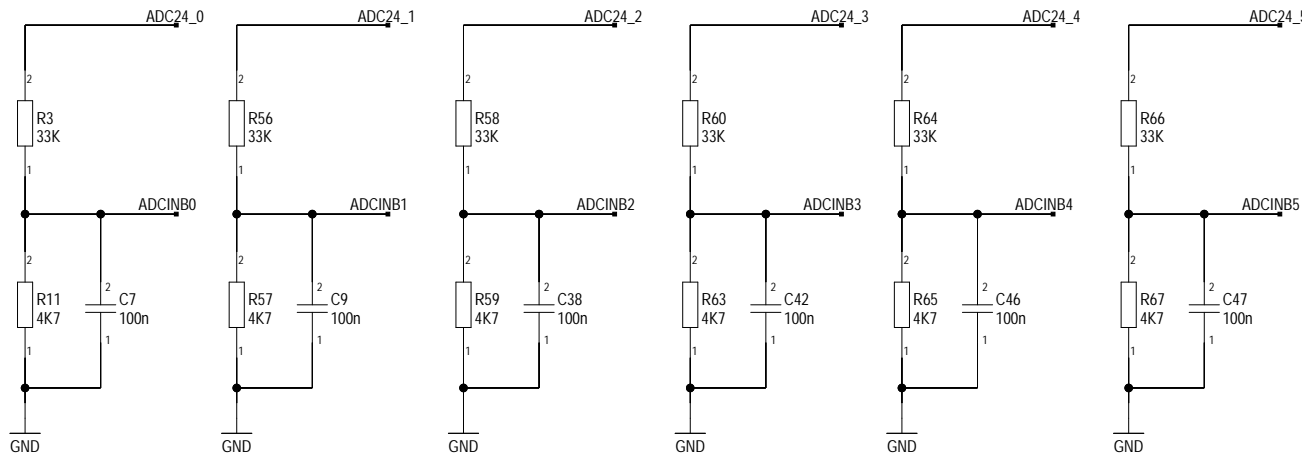 ADC24_0 ADC24_1 ADC24_2 ADC24_3 ADC24_4 ADC24_5
2 2 2 2 2 2
R3 R56 R58 R60 R64 R66
33K 33K 33K 33K 33K 33K
1 1 1 1 1 1
ADCINB0 ADCINB1 ADCINB2 ADCINB3 ADCINB4 ADCINB5
2 2 2 2 2 2
2 2 2 2 2 2
R11 C7 R57 C9 R59 C38 R63 C42 R65 C46 R67 C47
4K7 100n 4K7 100n 4K7 100n 4K7 100n 4K7 100n 4K7 100n
1 1 1 1 1 1 1 1 1 1 1 1
GND GND GND GND GND GND